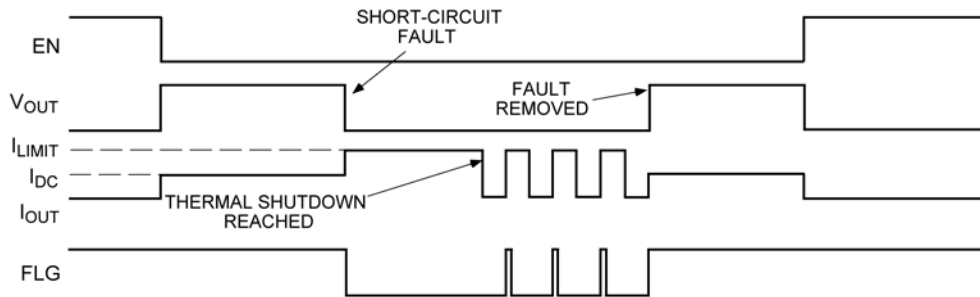 SHORT-CIRCUIT
FAULT
EN
FAULT
REMOVED
VOUT
ILIMIT
IDC
THERMAL SHUTDOWN
REACHED
IOUT
FLG